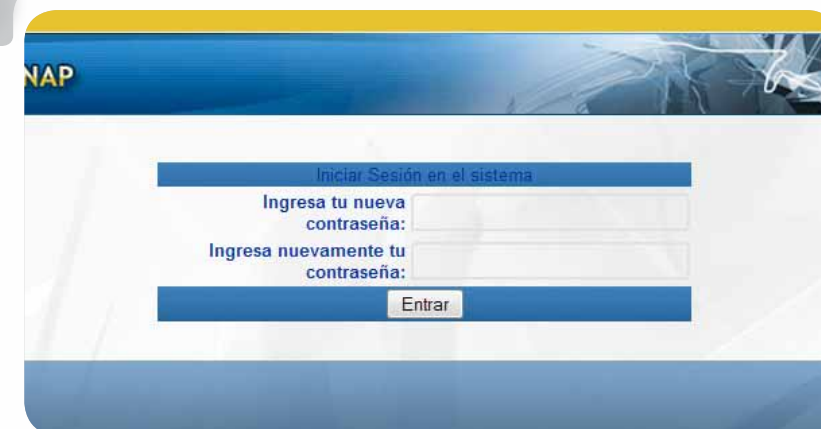 NAP
Iniciar Sesión en el sistema
Ingresa tu nueva
contraseña:
Ingresa nuevamente tu
contraseña:
Entrar